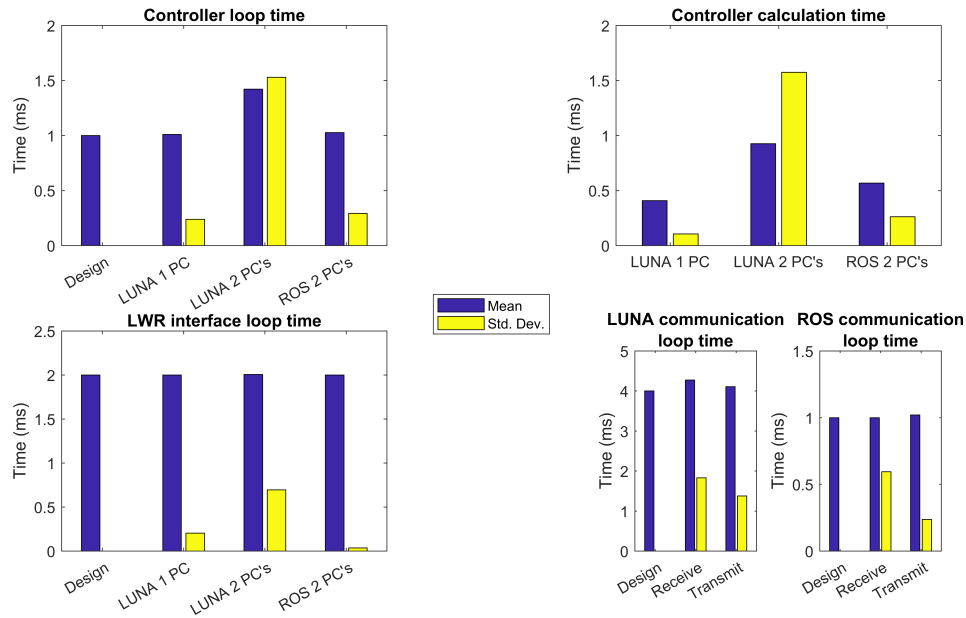 Controller loop time
2
1.5
1
0.5
0
Time (ms)
Design
LUNA 1 PC
LUNA 2 PC's
ROS 2 PC's
Controller calculation time
2
1.5
1
0.5
0
Time (ms)
LUNA 1 PC
LUNA 2 PC's
ROS 2 PC's
Mean
Std. Dev.
LWR interface loop time
2.5
2
1.5
1
0.5
0
Time (ms)
Design
LUNA 1 PC
LUNA 2 PC's
ROS 2 PC's
LUNA communication
loop time
5
4
3
2
1
0
Time (ms)
Design
Receive
Transmit
ROS communication
loop time
1.5
1
0.5
0
Time (ms)
Design
Receive
Transmit